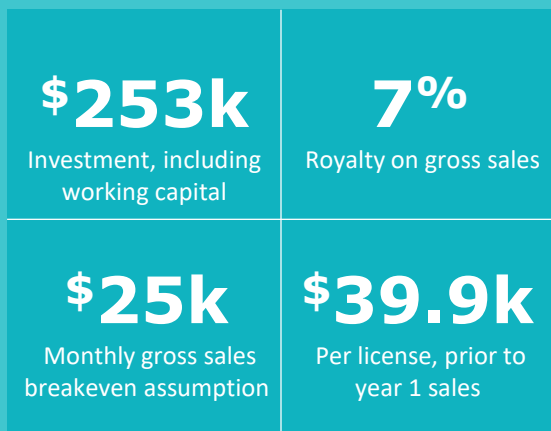 $253k
Investment, including
working capital
7%
Royalty on gross sales
$25k
Monthly gross sales
breakeven assumption
$39.9k
Per license, prior to
year 1 sales